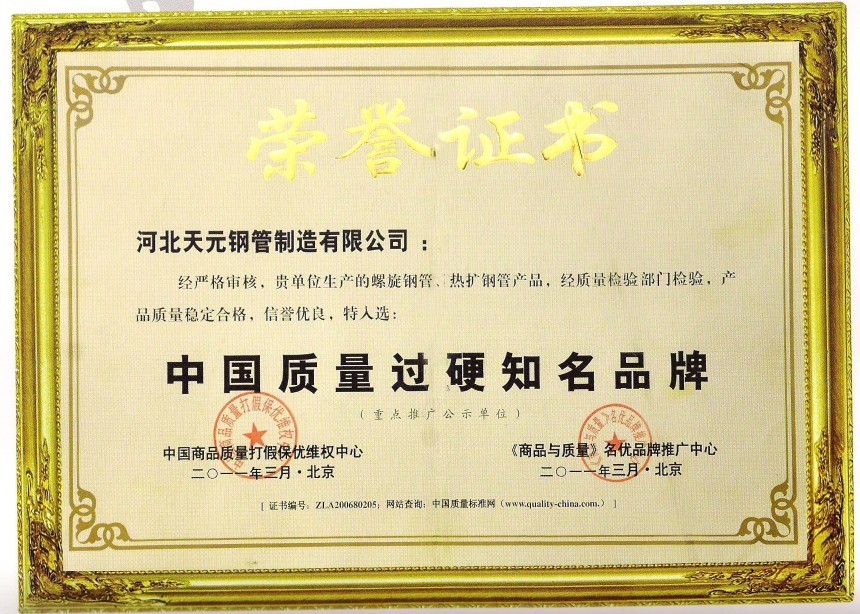 荣誉证书
河北天元钢管制造有限公司：
经严格审核，贵单位生产的螺旋钢管、热扩钢管产品，经质量检验部门检验，产
品质量稳定合格，信誉优良，特入选：
中国质量过硬知名品牌
（重点推广公示单位）
中国商品质量打假保优维权中心
二〇一一年三月·北京
《商品与质量》名优品牌推广中心
二〇一一年三月·北京
[ 证书编号：ZLA200680205；网站查询：中国质量标准网（www.quality-china.com.） ]